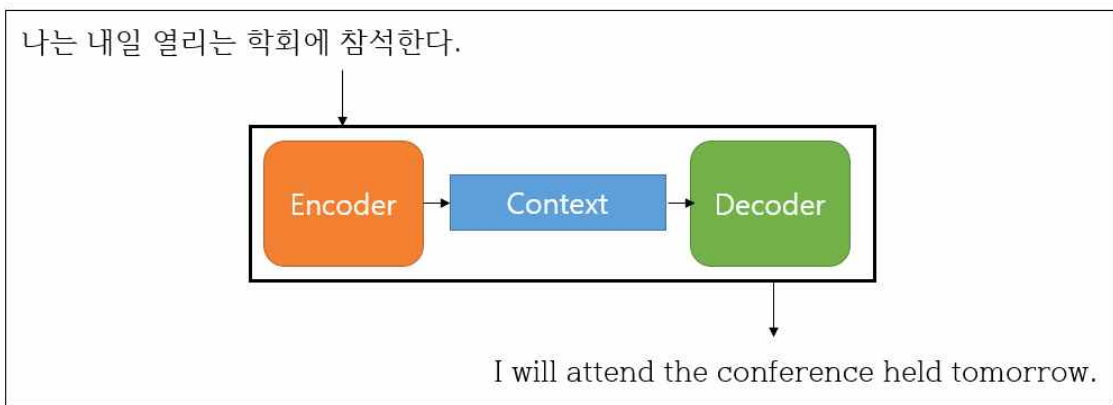 나는 내일 열리는 학회에 참석한다.
Encoder
Context
Decoder
I will attend the conference held tomorrow.